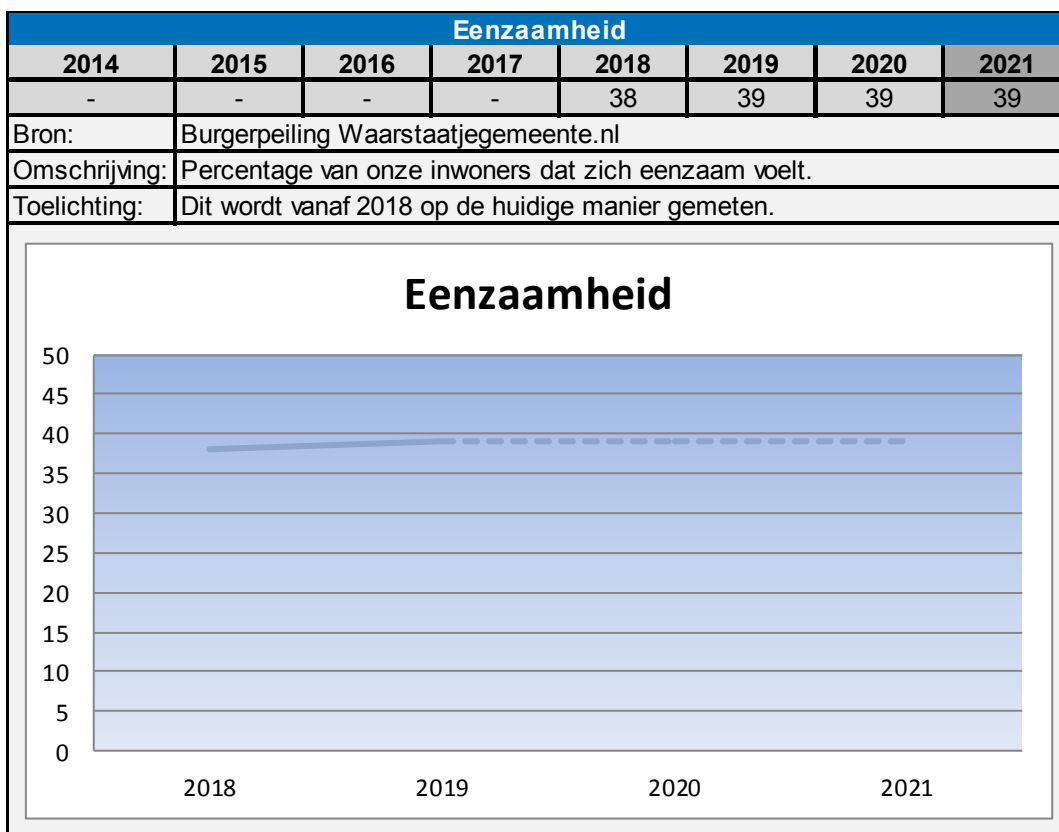 Eenzaamheid
2014 2015 2016 2017 2018 2019 2020 2021
- - - - 38 39 39 39
Bron: Burgerpeiling Waarstaatjegemeente.nl
Omschrijving: Percentage van onze inwoners dat zich eenzaam voelt.
Toelichting: Dit wordt vanaf 2018 op de huidige manier gemeten.
Eenzaamheid
50
45
40
35
30
25
20
15
10
5
0
2018 2019 2020 2021